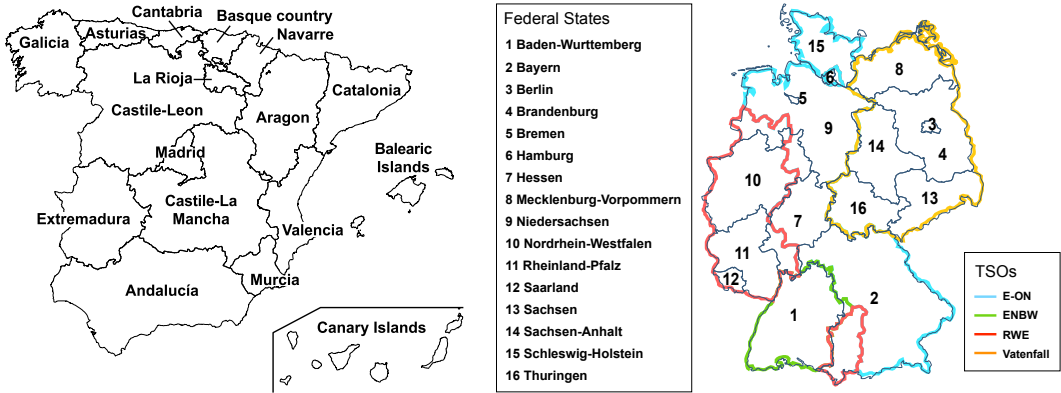 Cantabria
Basque country
Navarre
Galicia
Asturias
La Rioja
Catalonia
Castile-Leon
Aragon
Madrid
Balearic
Islands
Castile-La
Mancha
Extremadura
Valencia
Murcia
Andalucía
Canary Islands
Federal States
1 Baden-Wurttemberg
2 Bayern
3 Berlin
4 Brandenburg
5 Bremen
6 Hamburg
7 Hessen
8 Mecklenburg-Vorpommern
9 Niedersachsen
10 Nordrhein-Westfalen
11 Rheinland-Pfalz
12 Saarland
13 Sachsen
14 Sachsen-Anhalt
15 Schleswig-Holstein
16 Thuringen
15
8
6
5
9
3
14
4
10
13
16
7
11
12
2
1
TSOs
E-ON
ENBW
RWE
Vatenfall